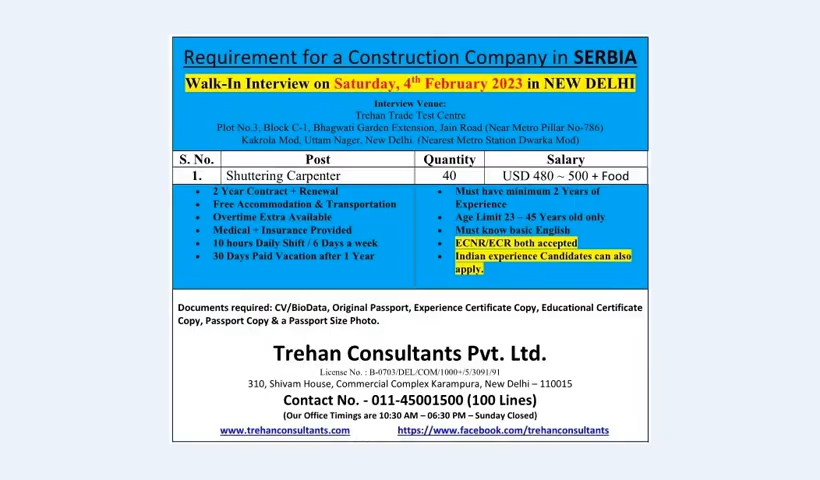 Requirement for a Construction Company in SERBIA
Walk-In Interview on Saturday, 4th February 2023 in NEW DELHI
Interview Venue:
Trehan Trade Test Centre
Plot No.3, Block C-1, Bhagwati Garden Extension, Jain Road (Near Metro Pillar No-786)
Kakrola Mod, Uttam Nager, New Delhi. (Nearest Metro Station Dwarka Mod)
S. No. Post Quantity Salary
1. Shuttering Carpenter 40 USD 480 ~ 500 + Food
• 2 Year Contract + Renewal
• Free Accommodation & Transportation
• Overtime Extra Available
• Medical + Insurance Provided
• 10 hours Daily Shift / 6 Days a week
• 30 Days Paid Vacation after 1 Year
• Must have minimum 2 Years of
Experience
• Age Limit 23 – 45 Years old only
• Must know basic English
• ECNR/ECR both accepted
• Indian experience Candidates can also
apply.
Documents required: CV/BioData, Original Passport, Experience Certificate Copy, Educational Certificate
Copy, Passport Copy & a Passport Size Photo.
Trehan Consultants Pvt. Ltd.
License No. : B-0703/DEL/COM/1000+/5/3091/91
310, Shivam House, Commercial Complex Karampura, New Delhi – 110015
Contact No. - 011-45001500 (100 Lines)
(Our Office Timings are 10:30 AM – 06:30 PM – Sunday Closed)
www.trehanconsultants.com https://www.facebook.com/trehanconsultants